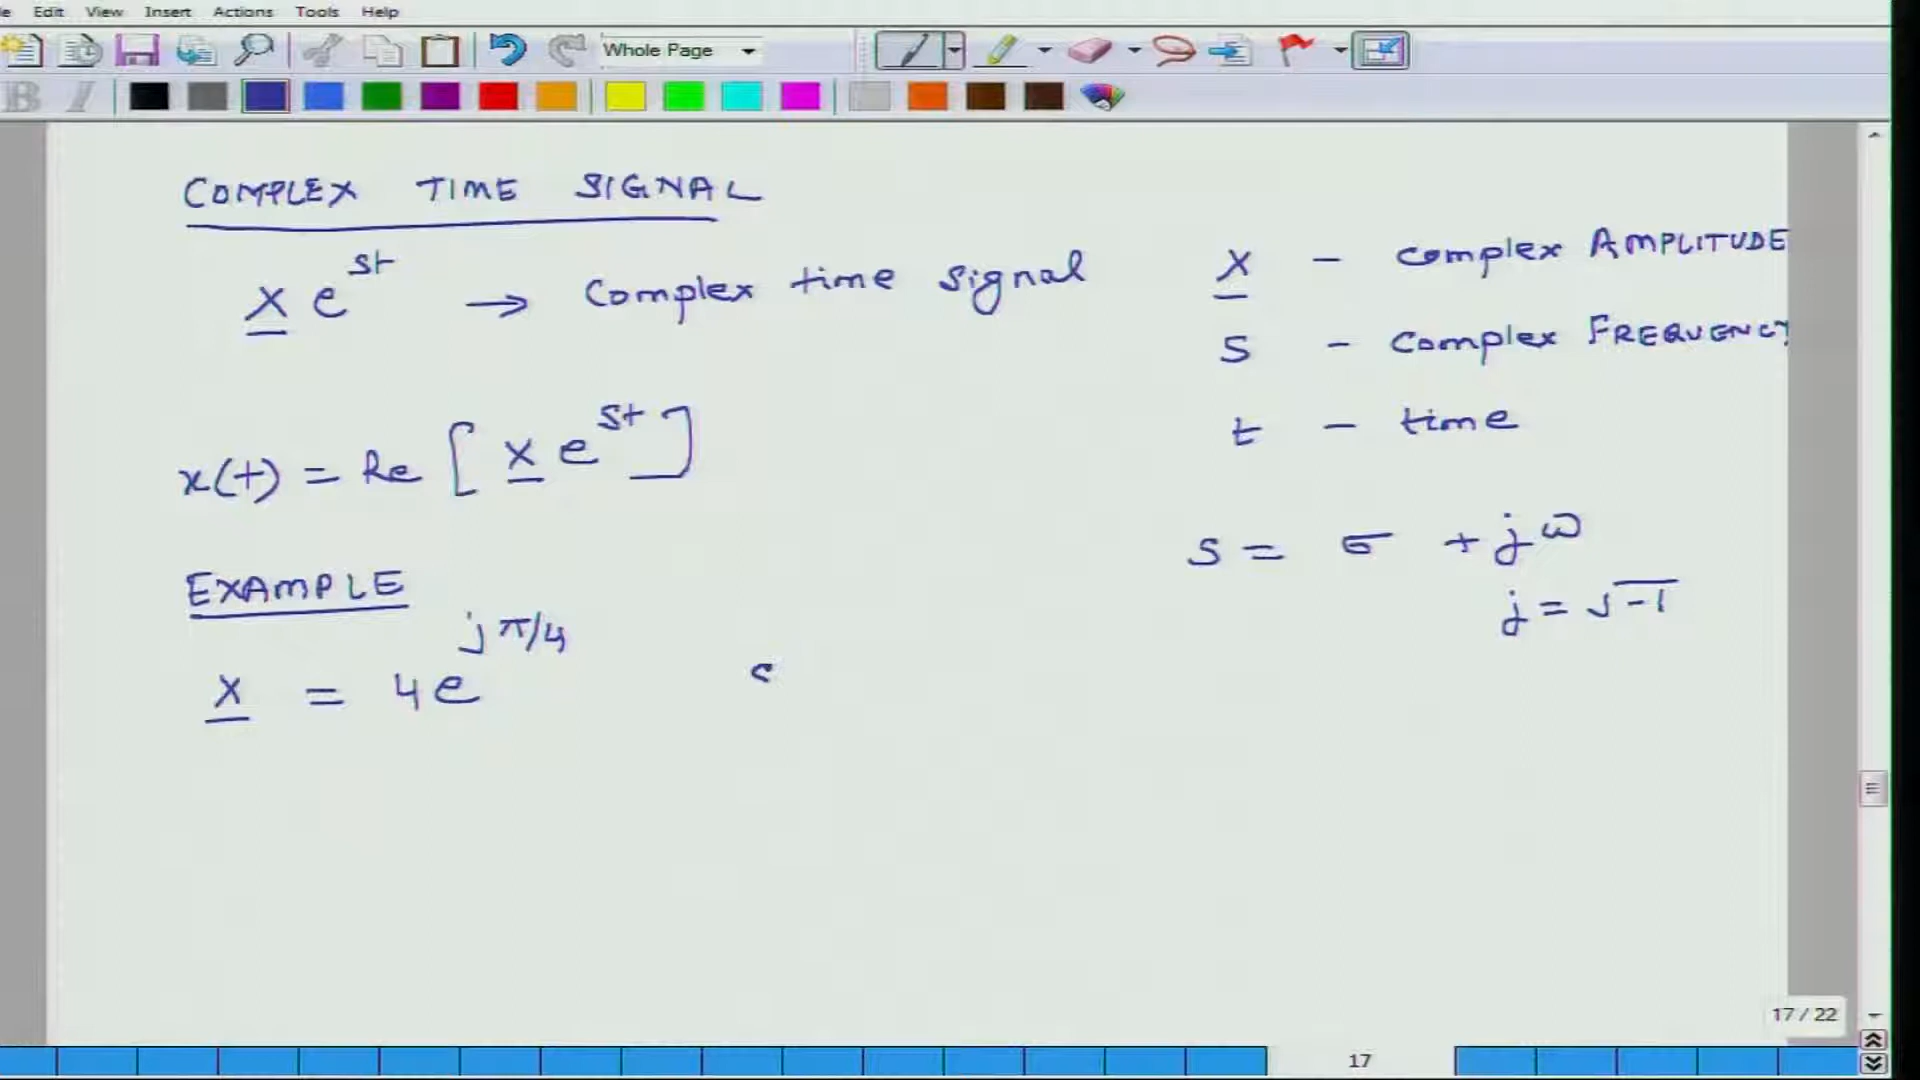 Edit View Insert Actions Tools Help
Whole Page
B I
COMPLEX TIME SIGNAL
x e^st → Complex time Signal
x(t) = Re [ x e^st ]
EXAMPLE
x = 4e^jπ/4
x - complex AMPLITUDE
s - complex FREQUENCY
t - time
s = σ + jω
j = √-1
17 / 22
17